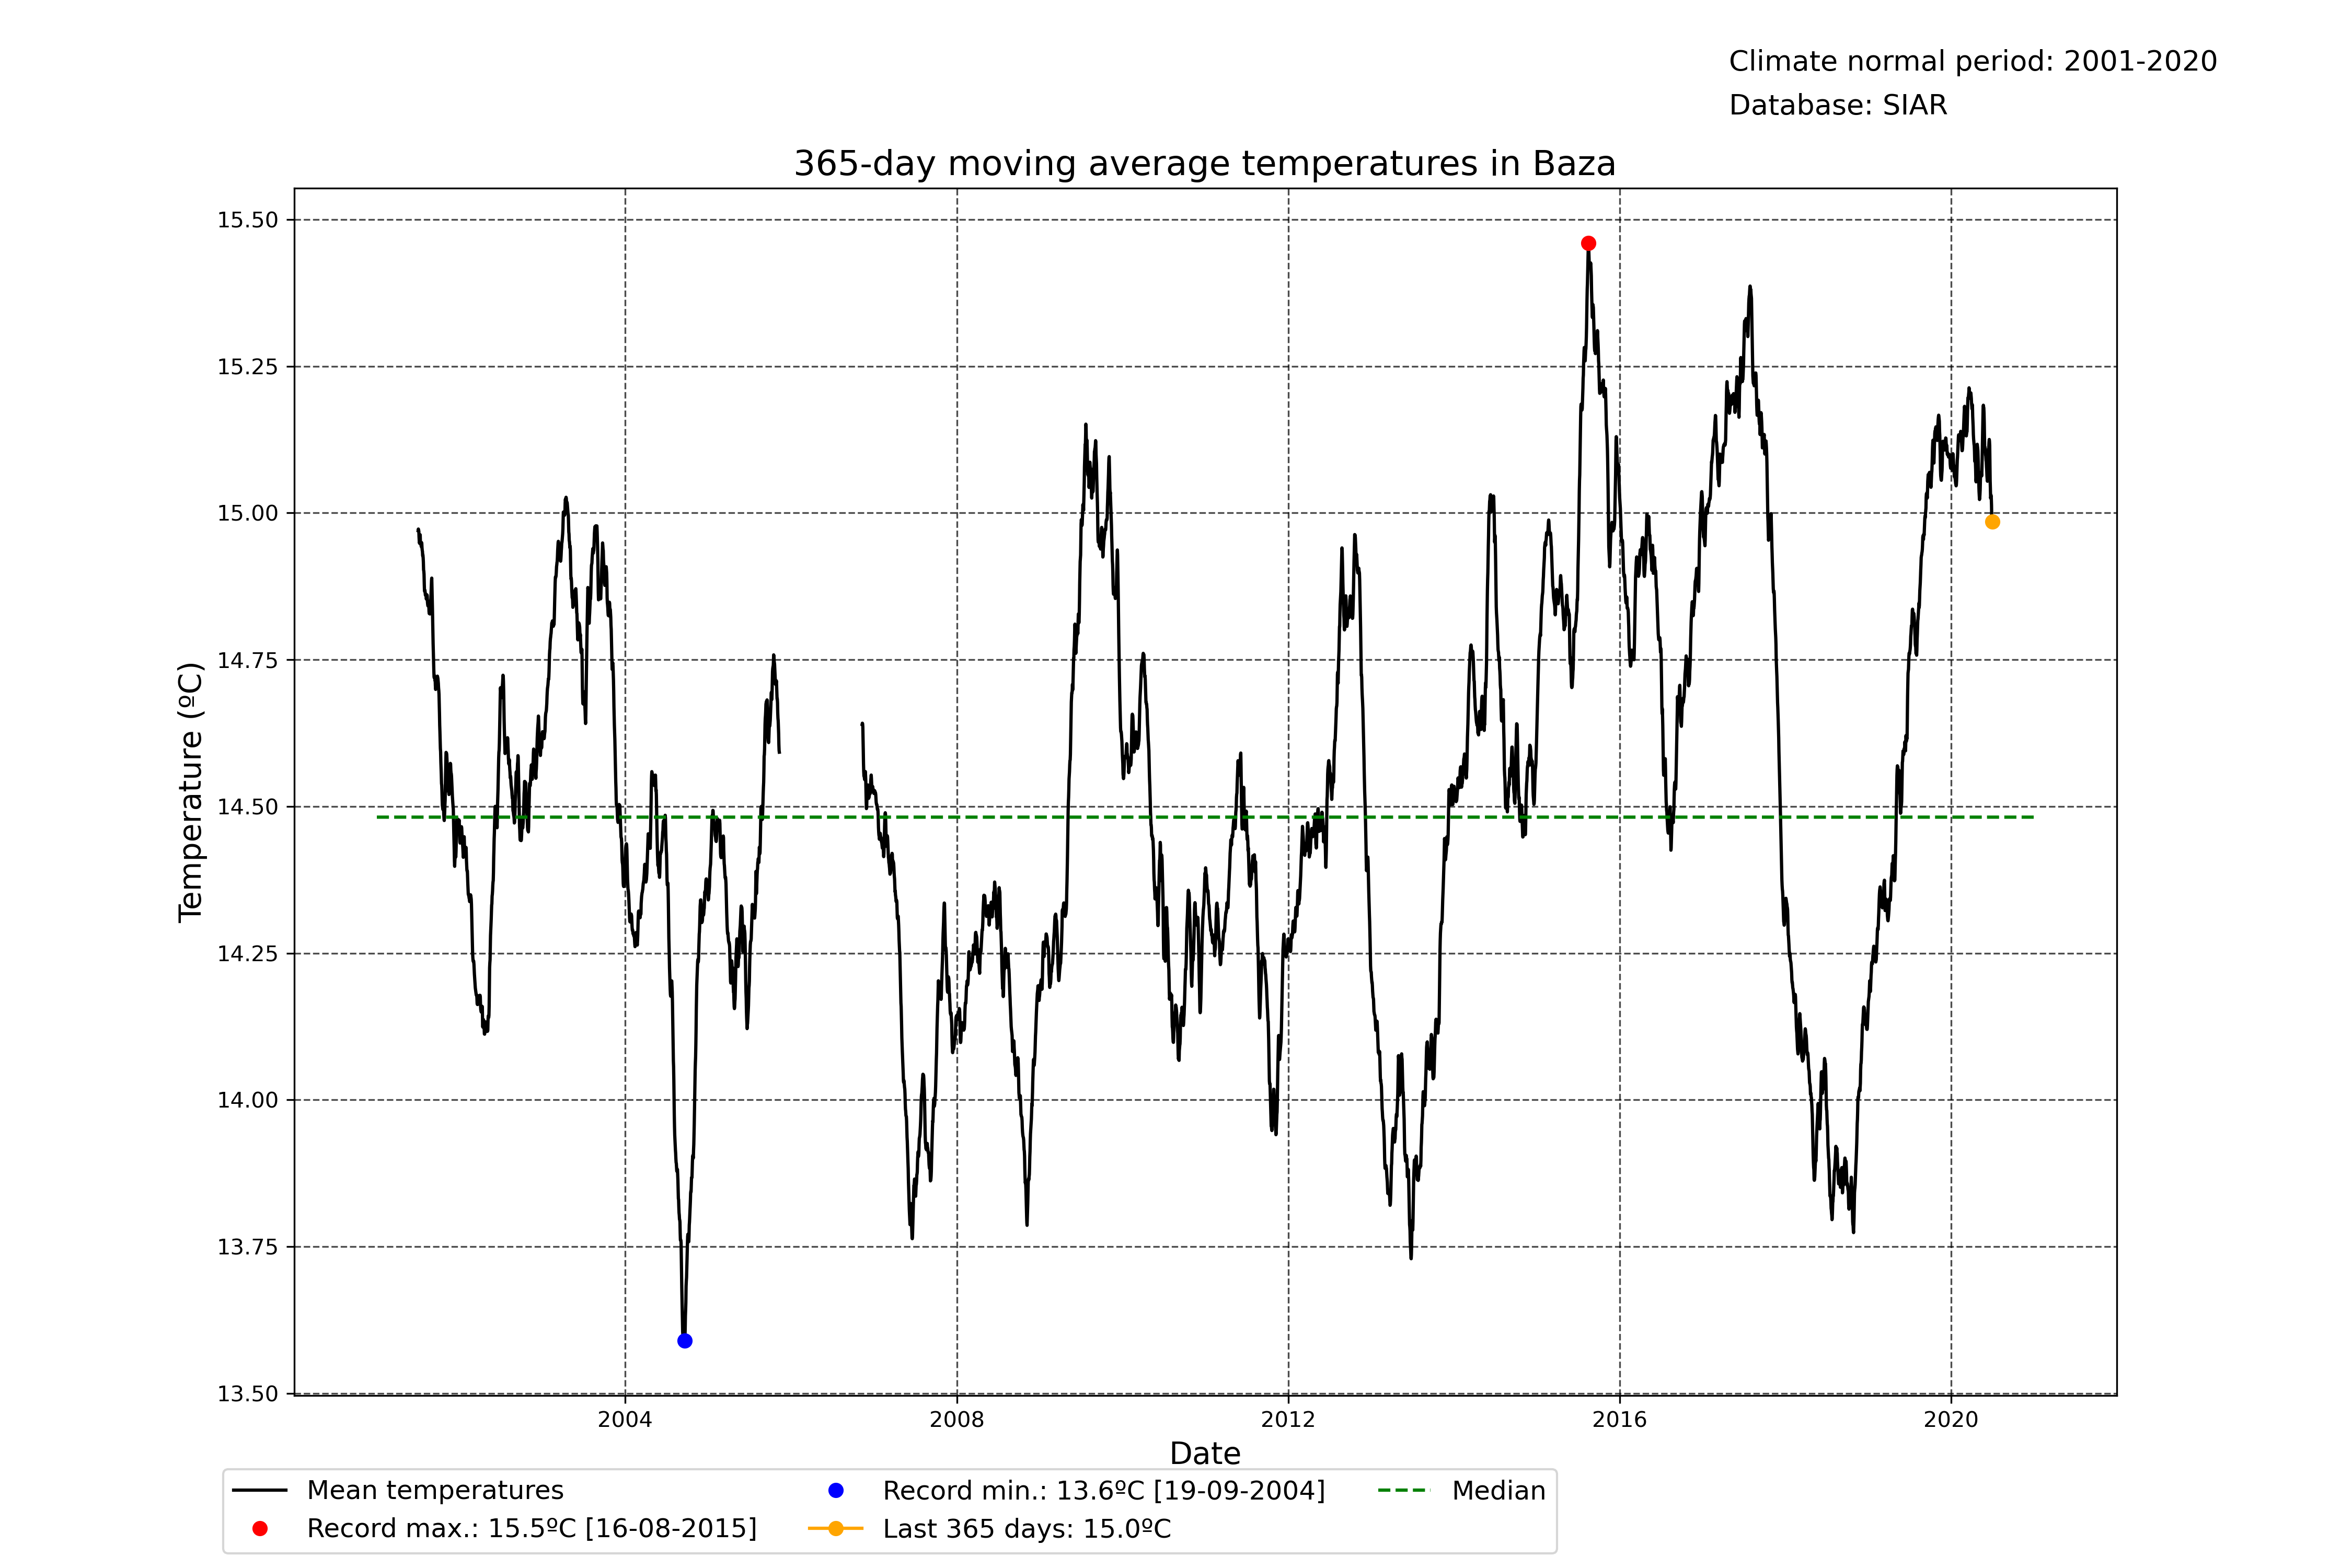 Climate normal period: 2001-2020
Database: SIAR
365-day moving average temperatures in Baza
15.50
15.25
15.00
14.75
14.50
14.25
14.00
13.75
13.50
Temperature (ºC)
2004
2008
2012
2016
2020
Date
Mean temperatures
Record max.: 15.5ºC [16-08-2015]
Record min.: 13.6ºC [19-09-2004]
Last 365 days: 15.0ºC
Median